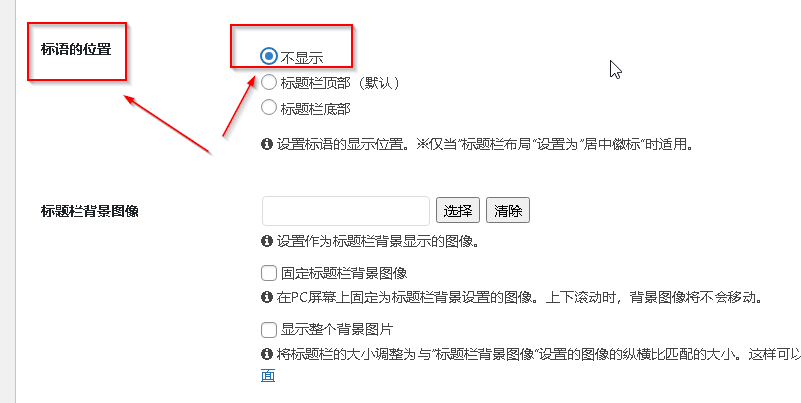 标语的位置
不显示
标题栏顶部（默认）
标题栏底部
设置标语的显示位置。※仅当"标题栏布局"设置为"居中徽标"时适用。
标题栏背景图像
选择 清除
设置作为标题栏背景显示的图像。
固定标题栏背景图像
在PC屏幕上固定为标题栏背景设置的图像。上下滚动时，背景图像将不会移动。
显示整个背景图片
将标题栏的大小调整为与"标题栏背景图像"设置的图像的纵横比匹配的大小。这样可以
面